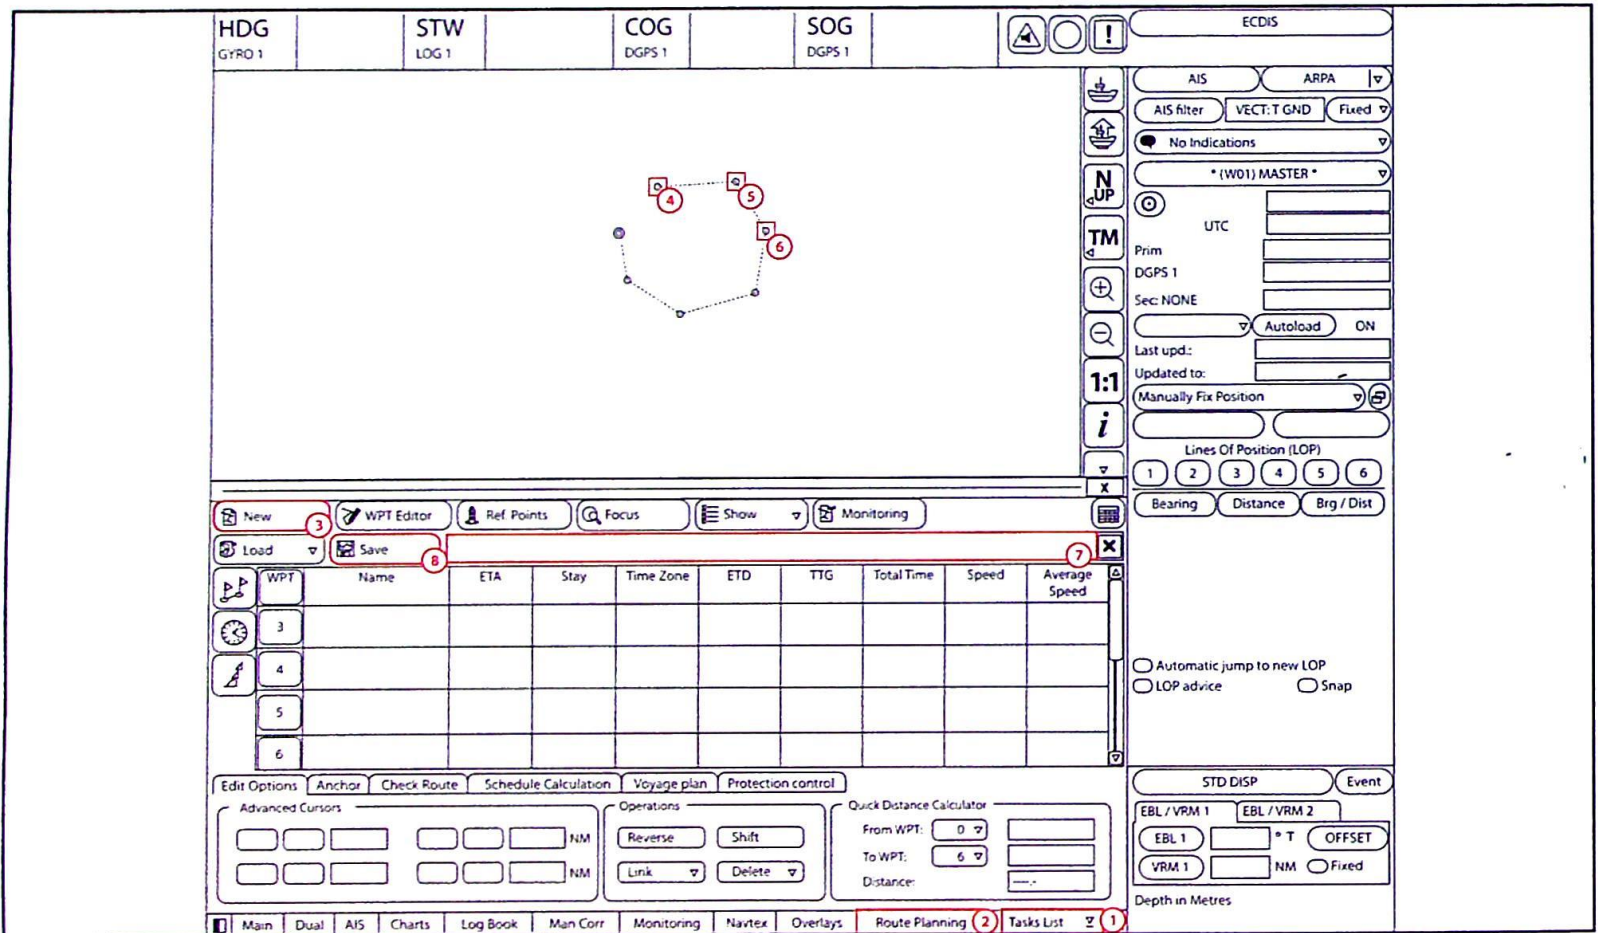 HDG
GYRO 1
STW
LOG 1
COG
DGPS 1
SOG
DGPS 1
!
ECDiS
AIS
ARPA
AIS filter
VECT: T GND
Fixed
No Indications
* (W01) MASTER *
UTC
Prim
DGPS 1
Sec: NONE
Autoload
ON
Last upd.:
Updated to:
Manually Fix Position
Lines Of Position (LOP)
1 2 3 4 5 6
Bearing
Distance
Brg / Dist
N
UP
TM
1:1
i
X
4
5
6
New
3
WPT Editor
Ref. Points
Focus
Show
Monitoring
Load
Save
8
7
X
WPT
Name
ETA
Stay
Time Zone
ETD
TTG
Total Time
Speed
Average
Speed
3
4
5
6
Automatic jump to new LOP
LOP advice
Snap
Edit Options
Anchor
Check Route
Schedule Calculation
Voyage plan
Protection control
Advanced Cursors
NM
NM
Operations
Reverse
Shift
Link
Delete
Quick Distance Calculator
From WPT:
0
To WPT:
6
Distance:
---.-
STD DISP
Event
EBL / VRM 1
EBL / VRM 2
EBL 1
° T
OFFSET
VRM 1
NM
Fixed
Depth in Metres
Main
Dual
AIS
Charts
Log Book
Man Corr
Monitoring
Navtex
Overlays
Route Planning
2
Tasks List
1